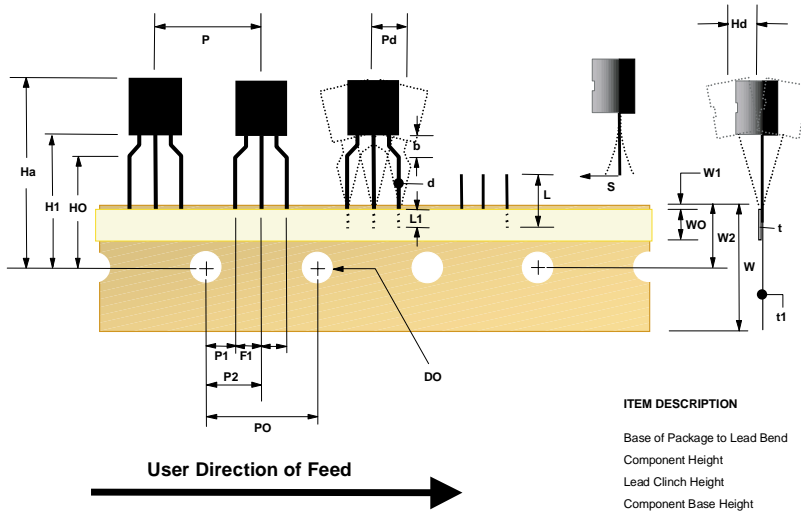 P
Pd
Hd
Ha
H1
HO
b
d
L1
L
S
W1
WO
W2
W
t
t1
P1
F1
P2
PO
DO
User Direction of Feed
ITEM DESCRIPTION
Base of Package to Lead Bend
Component Height
Lead Clinch Height
Component Base Height